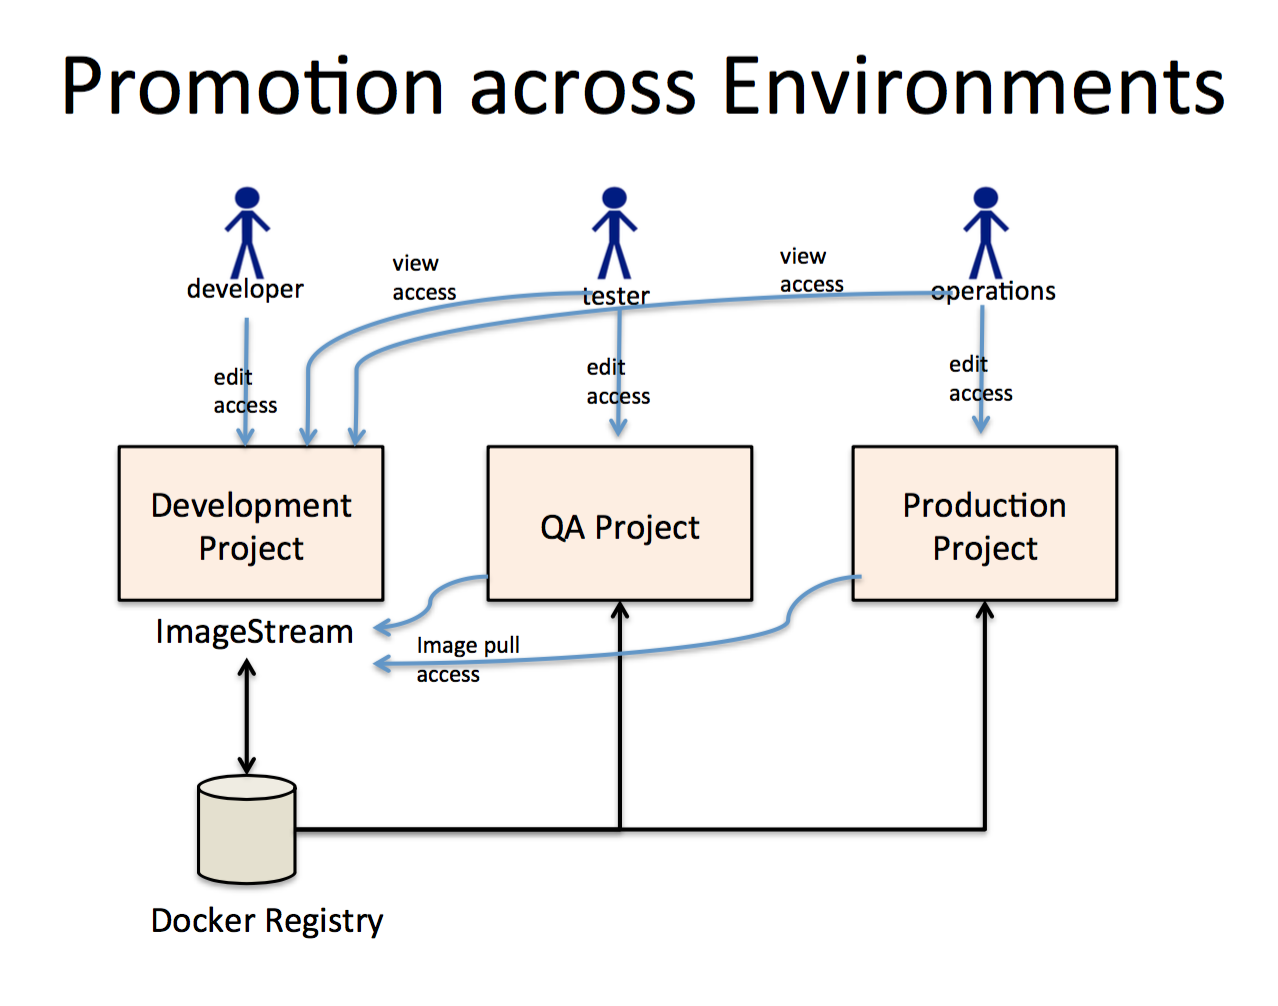 Promotion across Environments
developer
tester
operations
view
access
view
access
edit
access
edit
access
edit
access
Development
Project
QA Project
Production
Project
ImageStream
Image pull
access
Docker Registry